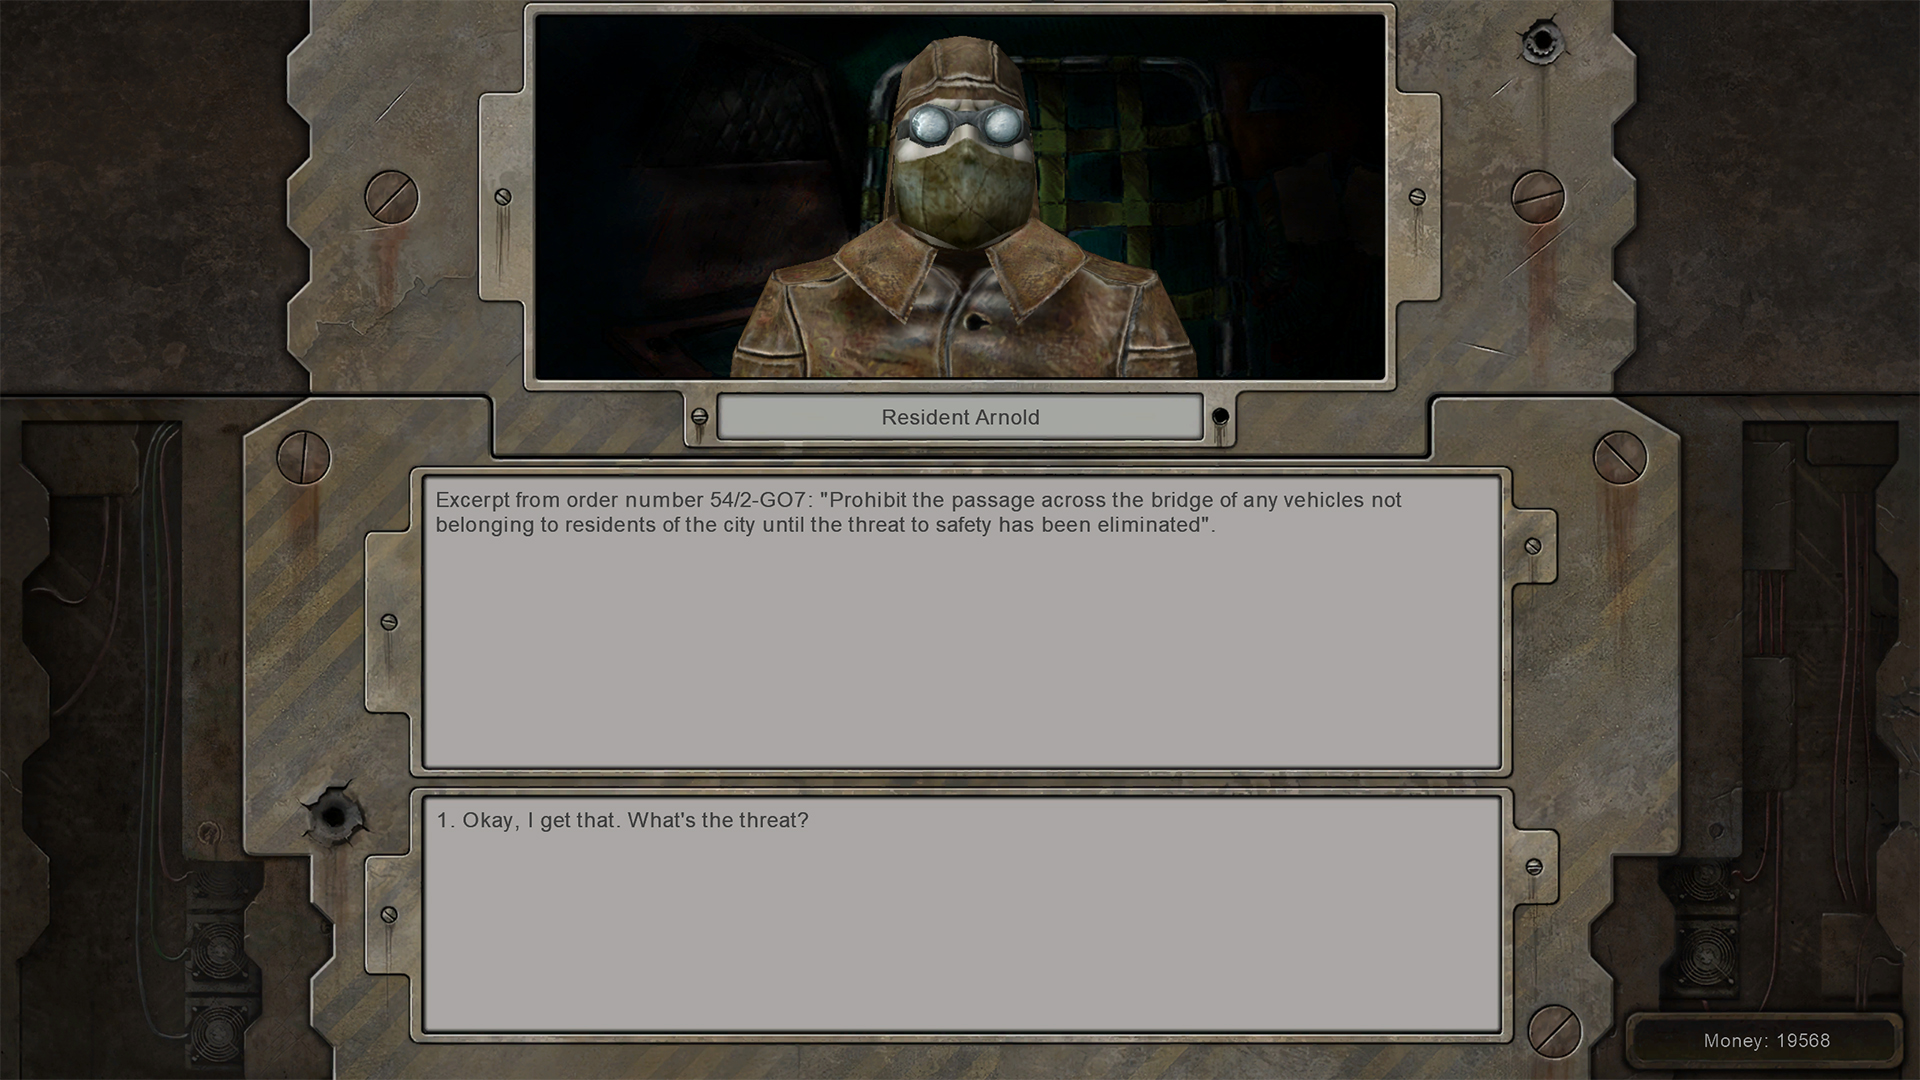 Resident Arnold
Excerpt from order number 54/2-GO7: "Prohibit the passage across the bridge of any vehicles not
belonging to residents of the city until the threat to safety has been eliminated".
1. Okay, I get that. What's the threat?
Money: 19568